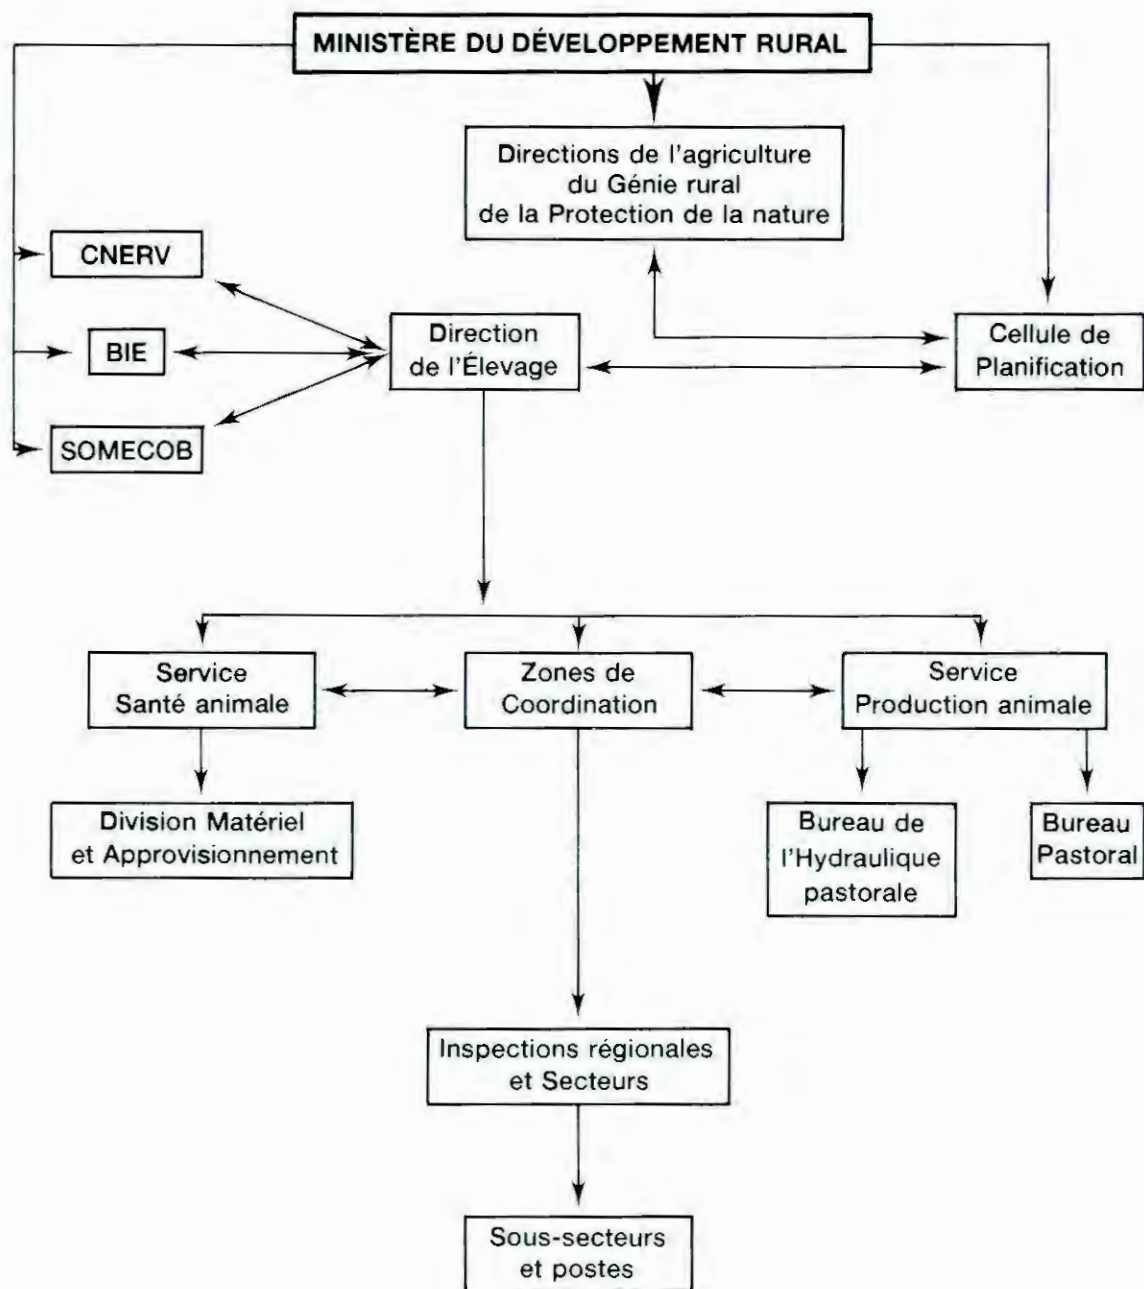 MINISTÈRE DU DÉVELOPPEMENT RURAL
Directions de l'agriculture
du Génie rural
de la Protection de la nature
CNERV
BIE
SOMECOB
Direction
de l'Élevage
Cellule de
Planification
Service
Santé animale
Zones de
Coordination
Service
Production animale
Division Matériel
et Approvisionnement
Bureau de
l'Hydraulique
pastorale
Bureau
Pastoral
Inspections régionales
et Secteurs
Sous-secteurs
et postes